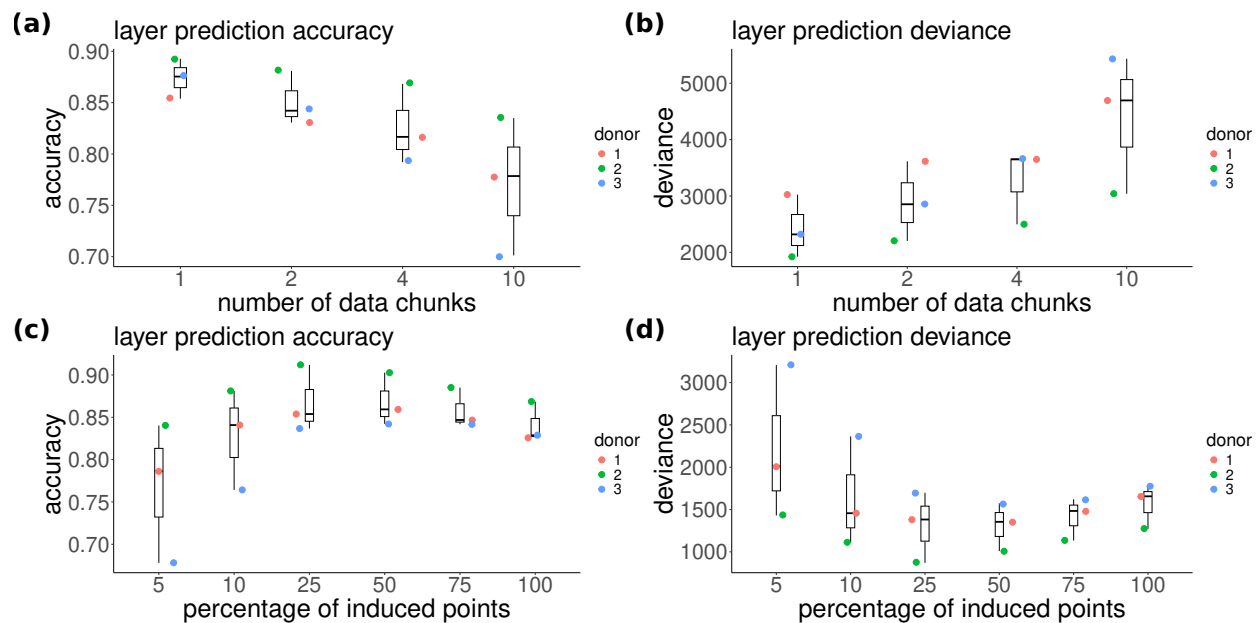 (a)
layer prediction accuracy
0.90
0.85
0.80
0.75
0.70
accuracy
1 2 4 10
number of data chunks
donor
1
2
3
(b)
layer prediction deviance
5000
4000
3000
2000
deviance
1 2 4 10
number of data chunks
donor
1
2
3
(c)
layer prediction accuracy
0.90
0.85
0.80
0.75
0.70
accuracy
5 10 25 50 75 100
percentage of induced points
donor
1
2
3
(d)
layer prediction deviance
3000
2500
2000
1500
1000
deviance
5 10 25 50 75 100
percentage of induced points
donor
1
2
3